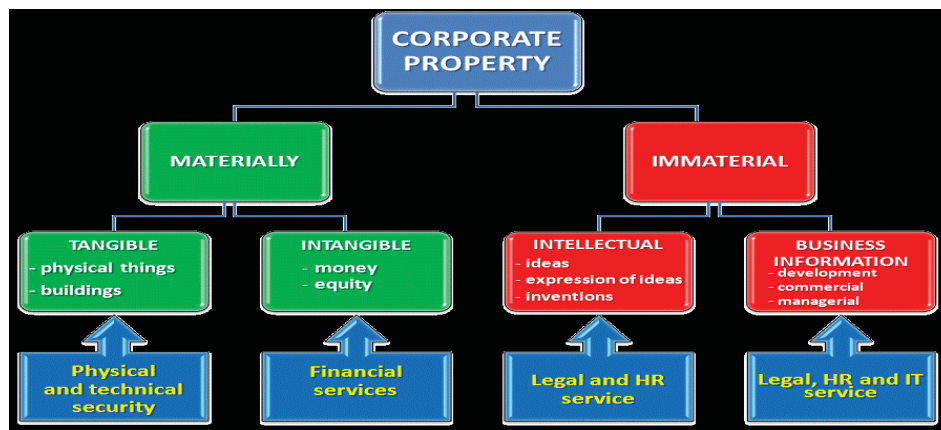 CORPORATE
PROPERTY
MATERIALLY
IMMATERIAL
TANGIBLE
- physical things
- buildings
INTANGIBLE
- money
- equity
INTELLECTUAL
- ideas
- expression of ideas
- inventions
BUSINESS
INFORMATION
- development
- commercial
- managerial
Physical
and technical
security
Financial
services
Legal and HR
service
Legal, HR and IT
service